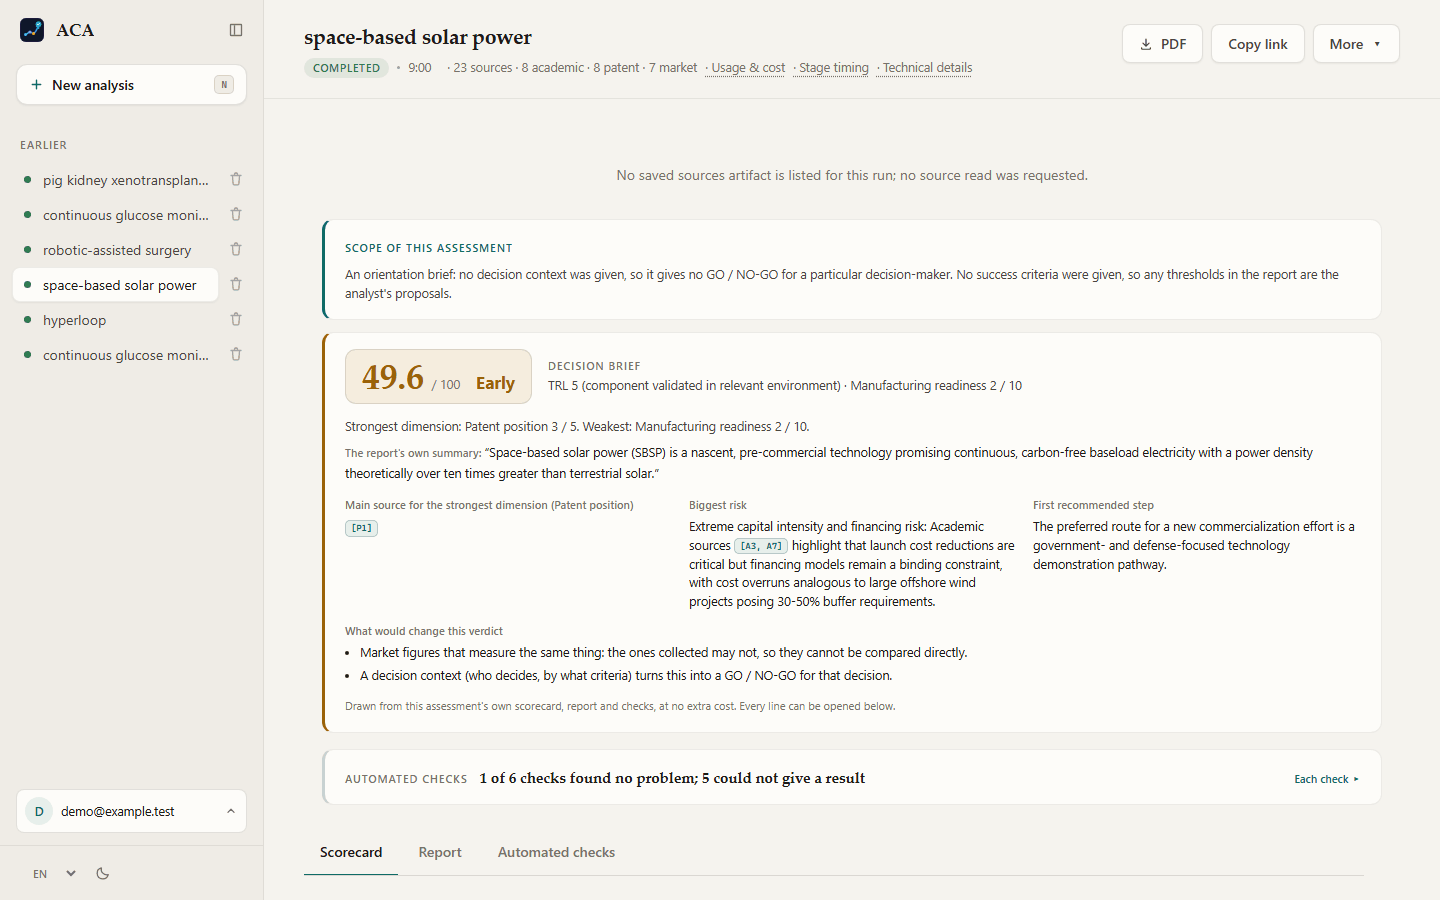 ACA
New analysis N
EARLIER
pig kidney xenotransplan...
continuous glucose moni...
robotic-assisted surgery
space-based solar power
hyperloop
continuous glucose moni...
D demo@example.test
EN
space-based solar power
COMPLETED • 9:00 · 23 sources · 8 academic · 8 patent · 7 market · Usage & cost · Stage timing · Technical details
PDF
Copy link
More
No saved sources artifact is listed for this run; no source read was requested.
SCOPE OF THIS ASSESSMENT
An orientation brief: no decision context was given, so it gives no GO / NO-GO for a particular decision-maker. No success criteria were given, so any thresholds in the report are the
analyst's proposals.
49.6 / 100 Early
DECISION BRIEF
TRL 5 (component validated in relevant environment) · Manufacturing readiness 2 / 10
Strongest dimension: Patent position 3 / 5. Weakest: Manufacturing readiness 2 / 10.
The report's own summary: “Space-based solar power (SBSP) is a nascent, pre-commercial technology promising continuous, carbon-free baseload electricity with a power density
theoretically over ten times greater than terrestrial solar.”
Main source for the strongest dimension (Patent position)
[P1]
Biggest risk
Extreme capital intensity and financing risk: Academic
sources [A3, A7] highlight that launch cost reductions are
critical but financing models remain a binding constraint,
with cost overruns analogous to large offshore wind
projects posing 30-50% buffer requirements.
First recommended step
The preferred route for a new commercialization effort is a
government- and defense-focused technology
demonstration pathway.
What would change this verdict
• Market figures that measure the same thing: the ones collected may not, so they cannot be compared directly.
• A decision context (who decides, by what criteria) turns this into a GO / NO-GO for that decision.
Drawn from this assessment's own scorecard, report and checks, at no extra cost. Every line can be opened below.
AUTOMATED CHECKS 1 of 6 checks found no problem; 5 could not give a result
Each check
Scorecard
Report
Automated checks